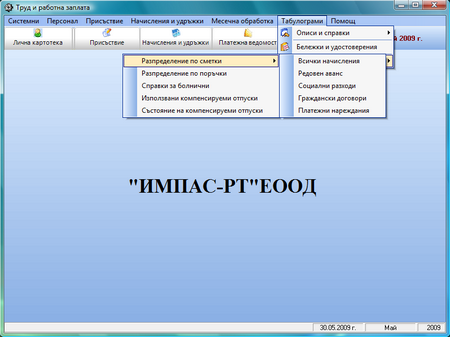 Труд и работна заплата
Системни Персонал Присъствие Начисления и удръжки Месечна обработка Табулограми Помощ
Лична картотека Присъствие Начисления и удръжки Платежна ведомост 2009 г.
Описи и справки
Бележки и удостоверения
Разпределение по сметки
Разпределение по поръчки
Справки за болнични
Използвани компенсируеми отпуски
Състояние на компенсируеми отпуски
Всички начисления
Редовен аванс
Социални разходи
Граждански договори
Платежни нареждания
"ИМПАС-РТ"ЕООД
30.05.2009 г. Май 2009